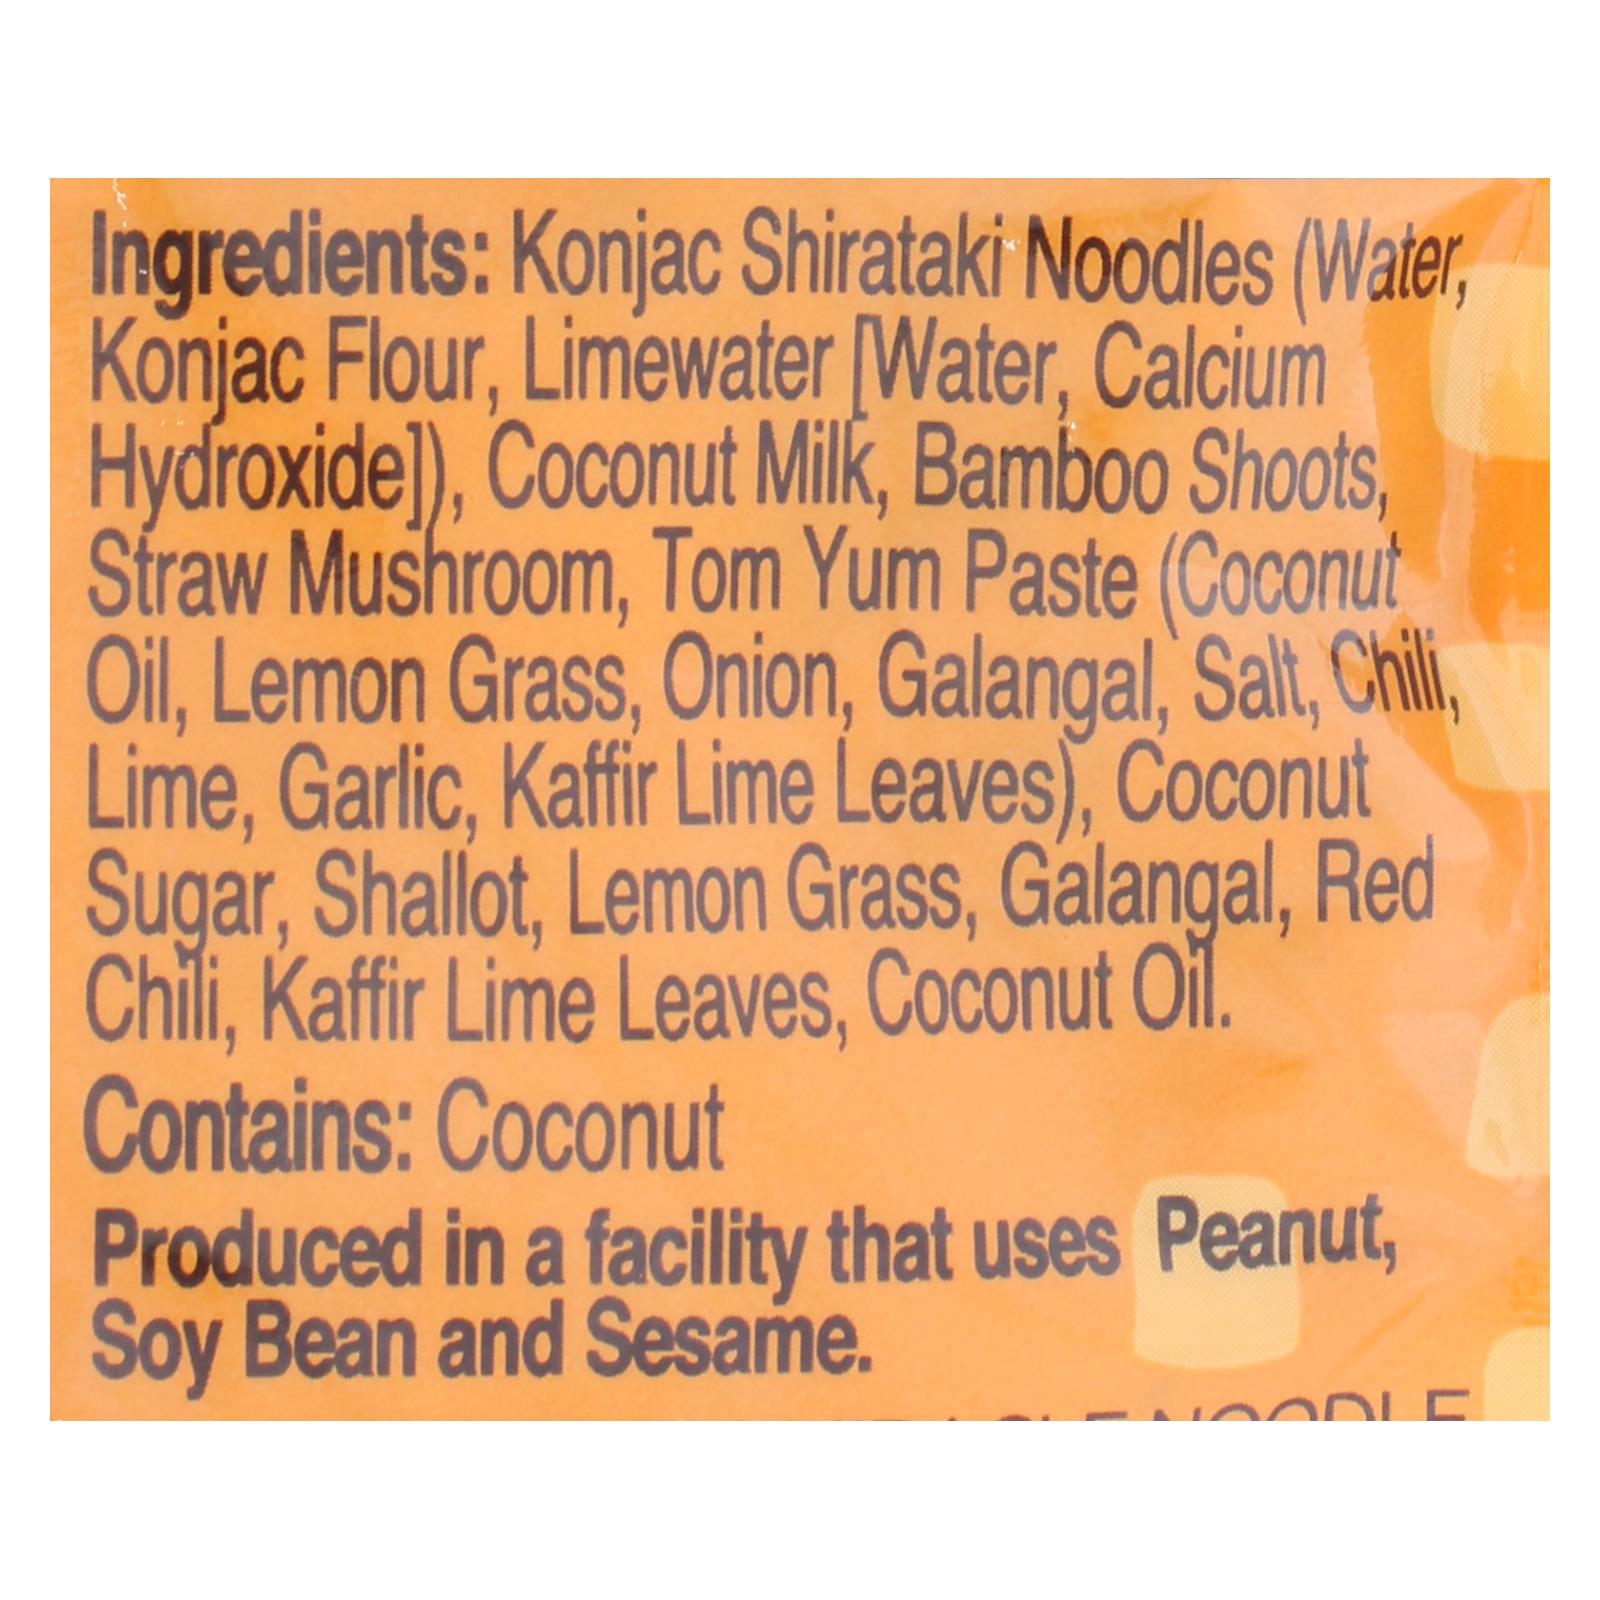 Ingredients: Konjac Shirataki Noodles (Water,
Konjac Flour, Limewater [Water, Calcium
Hydroxide]), Coconut Milk, Bamboo Shoots,
Straw Mushroom, Tom Yum Paste (Coconut
Oil, Lemon Grass, Onion, Galangal, Salt, Chili,
Lime, Garlic, Kaffir Lime Leaves), Coconut
Sugar, Shallot, Lemon Grass, Galangal, Red
Chili, Kaffir Lime Leaves, Coconut Oil.
Contains: Coconut
Produced in a facility that uses Peanut,
Soy Bean and Sesame.
NOODLE